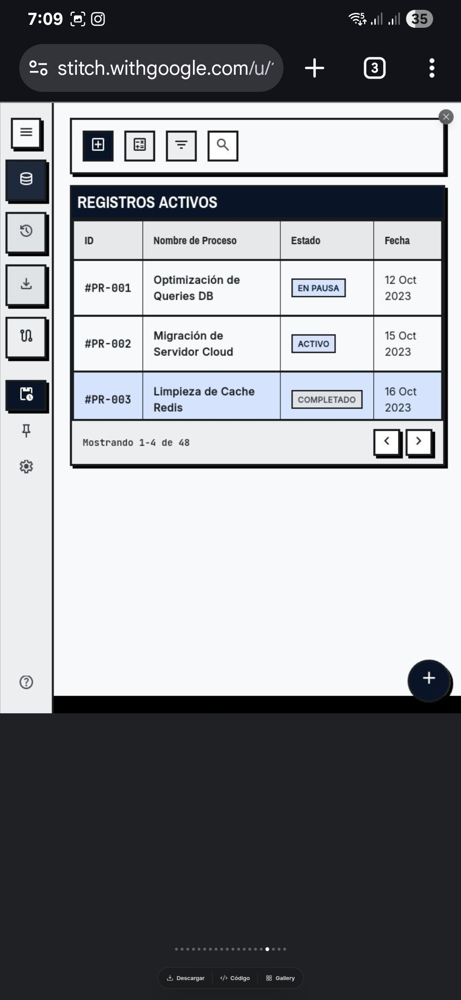 7:09
5
35
stitch.withgoogle.com/u/
3
REGISTROS ACTIVOS
ID Nombre de Proceso Estado Fecha
#PR-001 Optimización de Queries DB EN PAUSA 12 Oct 2023
#PR-002 Migración de Servidor Cloud ACTIVO 15 Oct 2023
#PR-003 Limpieza de Cache Redis COMPLETADO 16 Oct 2023
Mostrando 1-4 de 48
Descargar Código Gallery